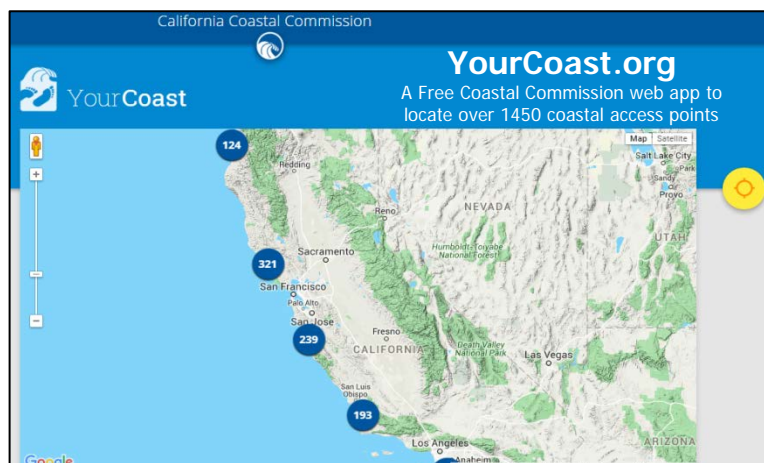 California Coastal Commission
YourCoast.org
A Free Coastal Commission web app to
locate over 1450 coastal access points
YourCoast
Map Satellite
124
Redding
Salt Lake City
Park
Sandy
Provo
Reno
NEVADA
UTAH
Humboldt-Toiyabe
National Forest
Sacramento
321
San Francisco
Palo Alto
San Jose
239
Fresno
CALIFORNIA
Death Valley
National Park
Las Vegas
San Luis
Obispo
193
Los Angeles
ARIZONA
Anaheim
Google